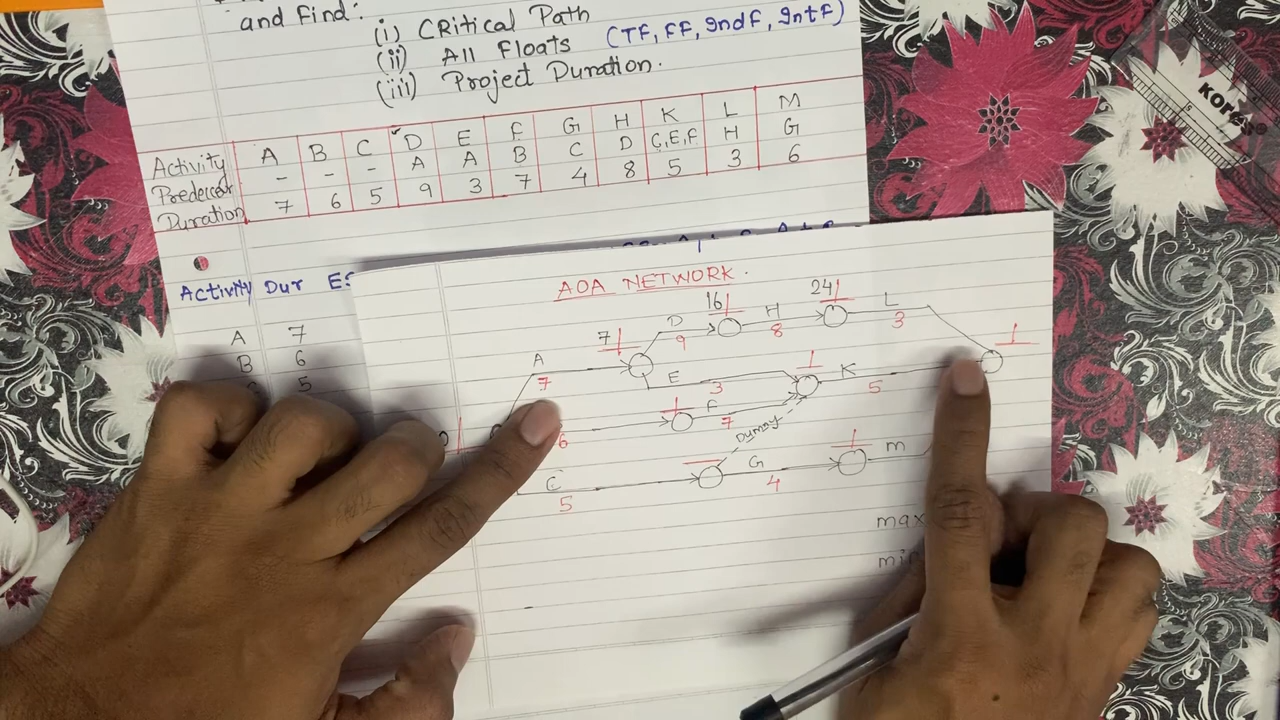 and Find:
(i) CRitical Path
(ii) All Floats (TF, FF, IndF, IntF)
(iii) Project Duration.
Activity A B C D E F G H K L M
Predecesor - - - A A B C D C,E,F H G
Duration 7 6 5 9 3 7 4 8 5 3 6
Activity Dur ES
A 7
B 6
5
AOA NETWORK.
16 24
D H L
7 9 8 3
A
7 E K
3 5
F
6 7
Dummy
G m
C 4
5
max
min
kores